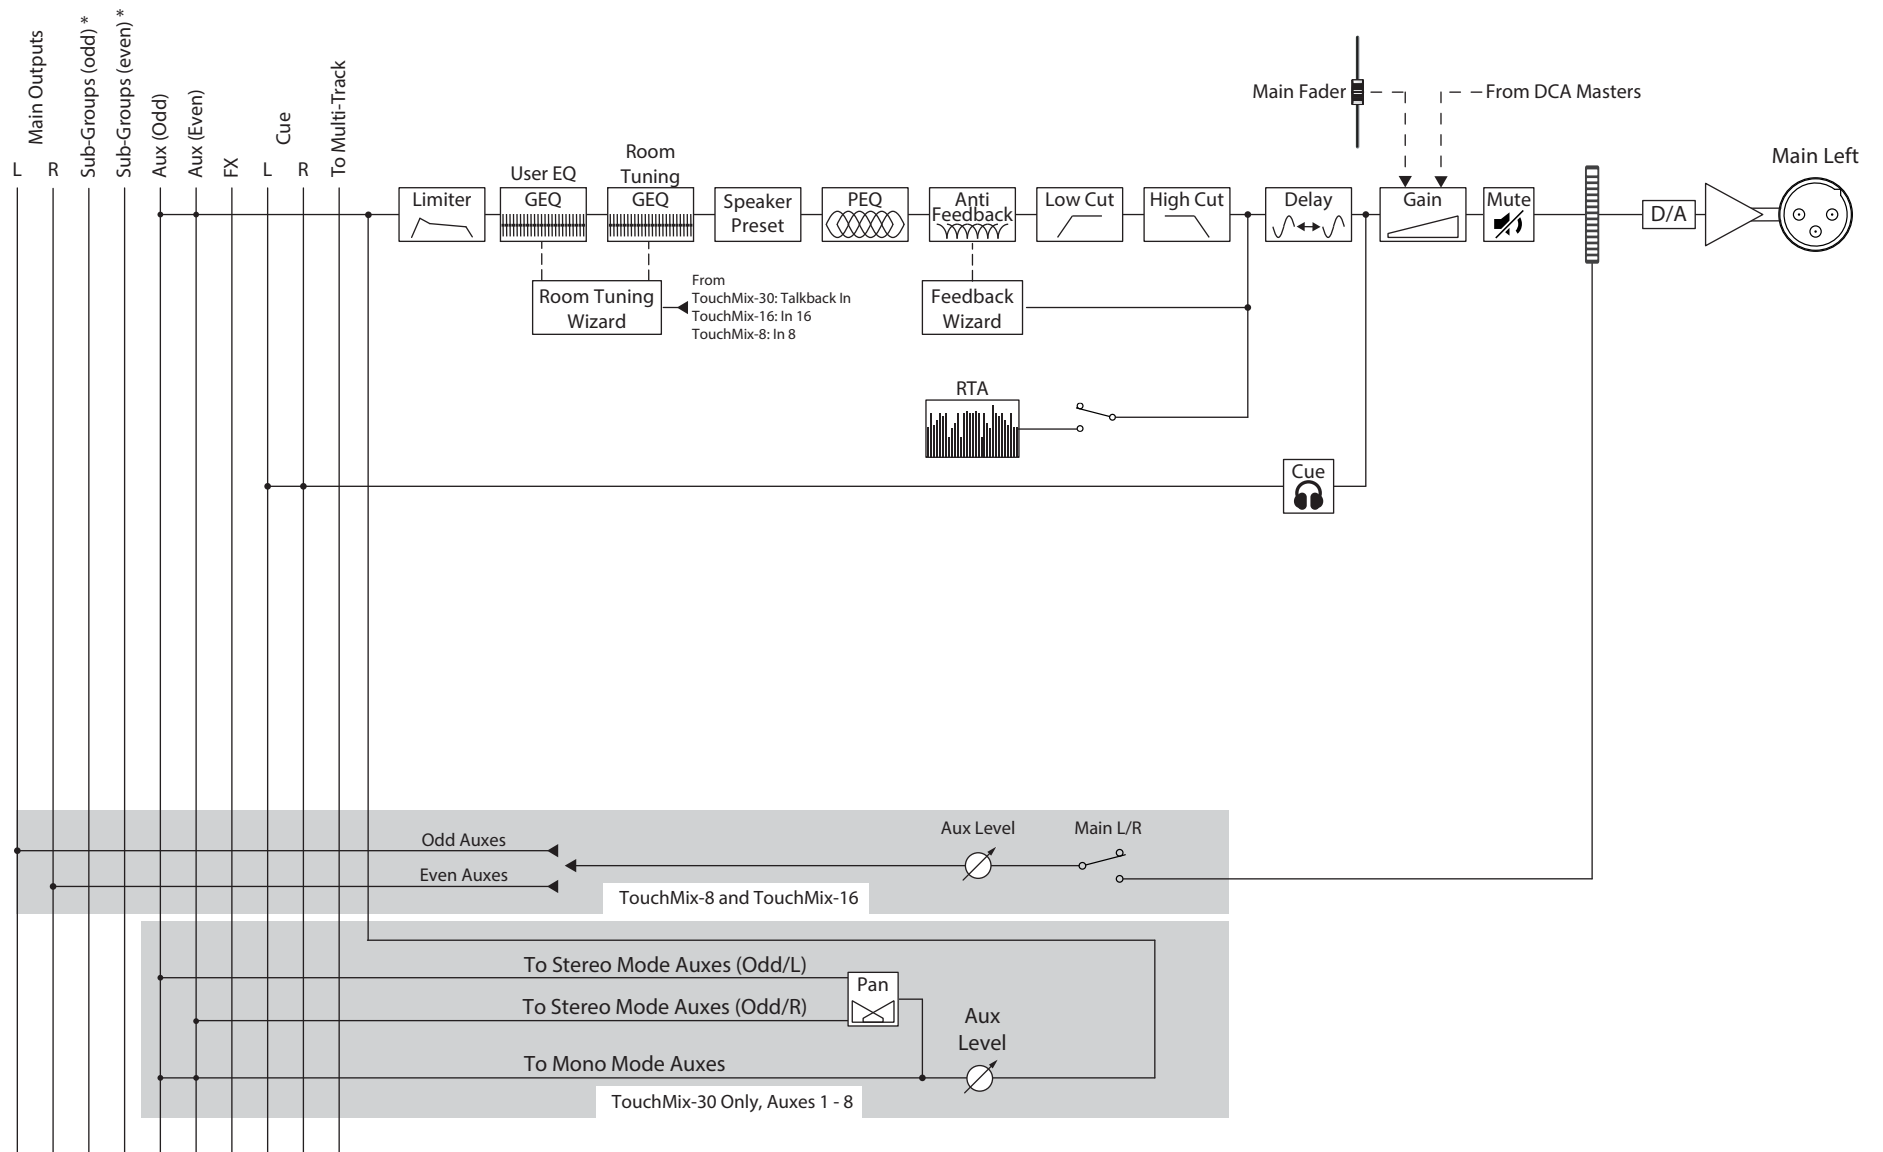 Main Outputs
L
R
Sub-Groups (odd) *
Sub-Groups (even) *
Aux (Odd)
Aux (Even)
FX
Cue
L
R
To Multi-Track
Limiter
User EQ
GEQ
Room
Tuning
GEQ
Speaker
Preset
PEQ
Anti
Feedback
Low Cut
High Cut
Delay
Main Fader
From DCA Masters
Gain
Mute
D/A
Main Left
Room Tuning
Wizard
From
TouchMix-30: Talkback In
TouchMix-16: In 16
TouchMix-8: In 8
Feedback
Wizard
RTA
Cue
Odd Auxes
Even Auxes
Aux Level
Main L/R
TouchMix-8 and TouchMix-16
To Stereo Mode Auxes (Odd/L)
To Stereo Mode Auxes (Odd/R)
Pan
Aux
Level
To Mono Mode Auxes
TouchMix-30 Only, Auxes 1 - 8